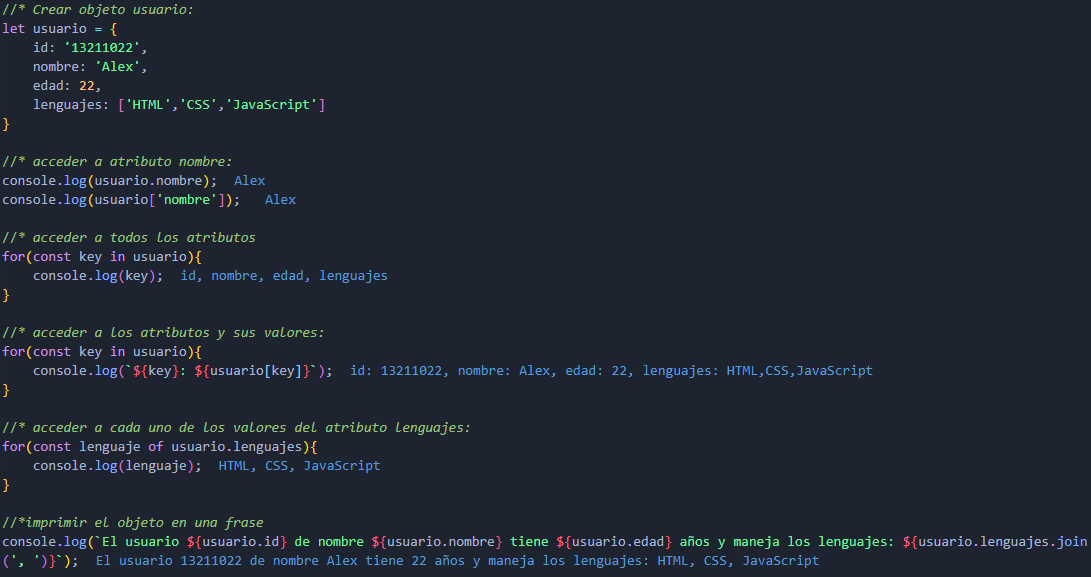 //* Crear objeto usuario:
let usuario = {
    id: '13211022',
    nombre: 'Alex',
    edad: 22,
    lenguajes: ['HTML','CSS','JavaScript']
}

//* acceder a atributo nombre:
console.log(usuario.nombre);  Alex
console.log(usuario['nombre']);   Alex

//* acceder a todos los atributos
for(const key in usuario){
    console.log(key);  id, nombre, edad, lenguajes
}

//* acceder a los atributos y sus valores:
for(const key in usuario){
    console.log(`${key}: ${usuario[key]}`);  id: 13211022, nombre: Alex, edad: 22, lenguajes: HTML,CSS,JavaScript
}

//* acceder a cada uno de los valores del atributo lenguajes:
for(const lenguaje of usuario.lenguajes){
    console.log(lenguaje);  HTML, CSS, JavaScript
}

//*imprimir el objeto en una frase
console.log(`El usuario ${usuario.id} de nombre ${usuario.nombre} tiene ${usuario.edad} años y maneja los lenguajes: ${usuario.lenguajes.join
(', ')}`);  El usuario 13211022 de nombre Alex tiene 22 años y maneja los lenguajes: HTML, CSS, JavaScript